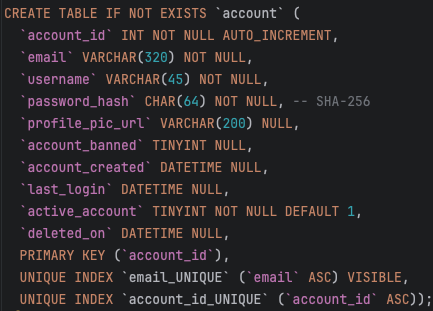 CREATE TABLE IF NOT EXISTS `account` (
`account_id` INT NOT NULL AUTO_INCREMENT,
`email` VARCHAR(320) NOT NULL,
`username` VARCHAR(45) NOT NULL,
`password_hash` CHAR(64) NOT NULL, -- SHA-256
`profile_pic_url` VARCHAR(200) NULL,
`account_banned` TINYINT NULL,
`account_created` DATETIME NULL,
`last_login` DATETIME NULL,
`active_account` TINYINT NOT NULL DEFAULT 1,
`deleted_on` DATETIME NULL,
PRIMARY KEY (`account_id`),
UNIQUE INDEX `email_UNIQUE` (`email` ASC) VISIBLE,
UNIQUE INDEX `account_id_UNIQUE` (`account_id` ASC));